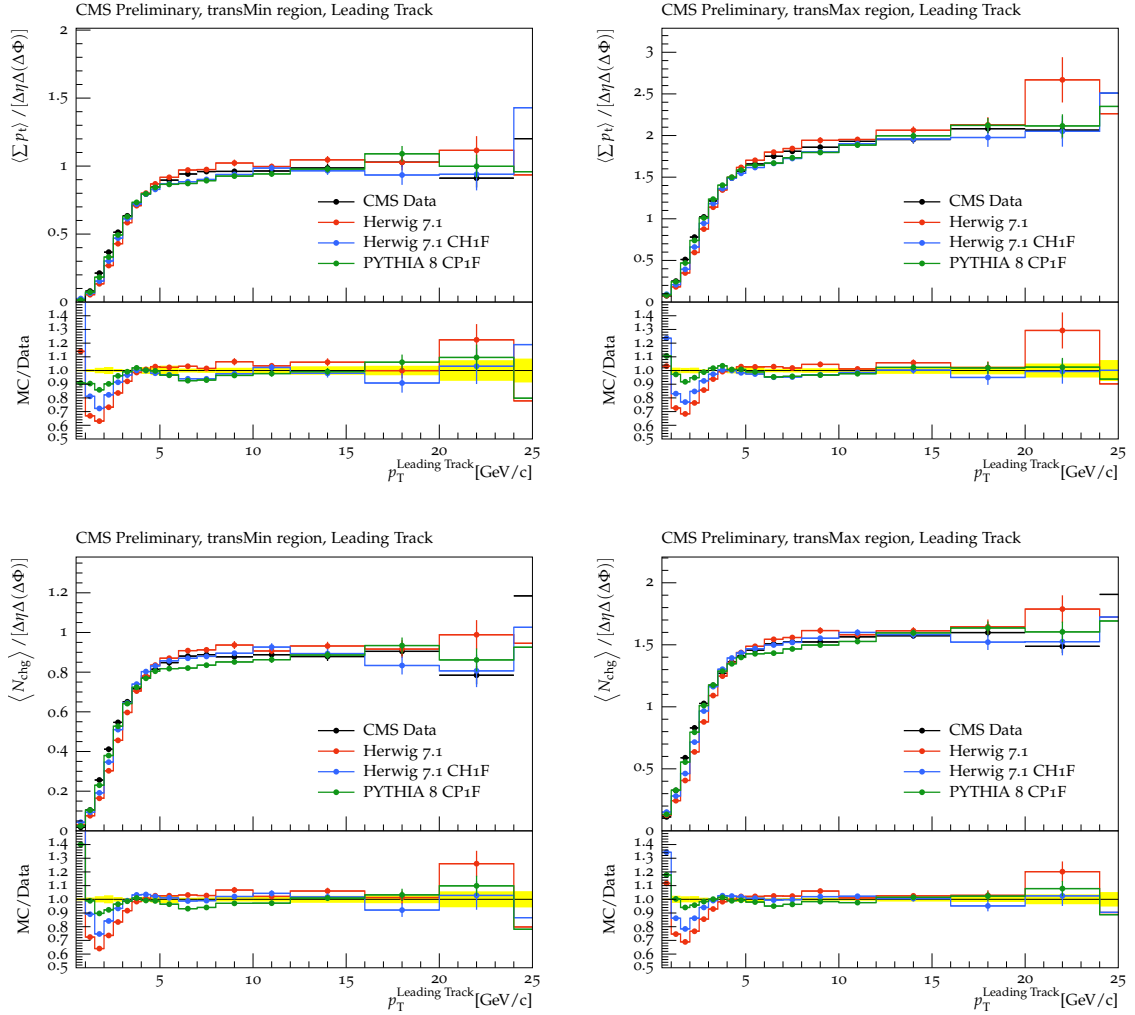 CMS Preliminary, transMin region, Leading Track
⟨∑ pt⟩ / [ΔηΔ(ΔΦ)]
2
1.5
1
0.5
0
CMS Data
Herwig 7.1
Herwig 7.1 CH1F
PYTHIA 8 CP1F
MC/Data
1.4
1.3
1.2
1.1
1.0
0.9
0.8
0.7
0.6
0.5
5 10 15 20 25
pT^Leading Track [GeV/c]
CMS Preliminary, transMax region, Leading Track
⟨∑ pt⟩ / [ΔηΔ(ΔΦ)]
3
2.5
2
1.5
1
0.5
0
CMS Data
Herwig 7.1
Herwig 7.1 CH1F
PYTHIA 8 CP1F
MC/Data
1.4
1.3
1.2
1.1
1.0
0.9
0.8
0.7
0.6
0.5
5 10 15 20 25
pT^Leading Track [GeV/c]
CMS Preliminary, transMin region, Leading Track
⟨Nchg⟩ / [ΔηΔ(ΔΦ)]
1.2
1
0.8
0.6
0.4
0.2
0
CMS Data
Herwig 7.1
Herwig 7.1 CH1F
PYTHIA 8 CP1F
MC/Data
1.4
1.3
1.2
1.1
1.0
0.9
0.8
0.7
0.6
0.5
5 10 15 20 25
pT^Leading Track [GeV/c]
CMS Preliminary, transMax region, Leading Track
⟨Nchg⟩ / [ΔηΔ(ΔΦ)]
2
1.5
1
0.5
0
CMS Data
Herwig 7.1
Herwig 7.1 CH1F
PYTHIA 8 CP1F
MC/Data
1.4
1.3
1.2
1.1
1.0
0.9
0.8
0.7
0.6
0.5
5 10 15 20 25
pT^Leading Track [GeV/c]